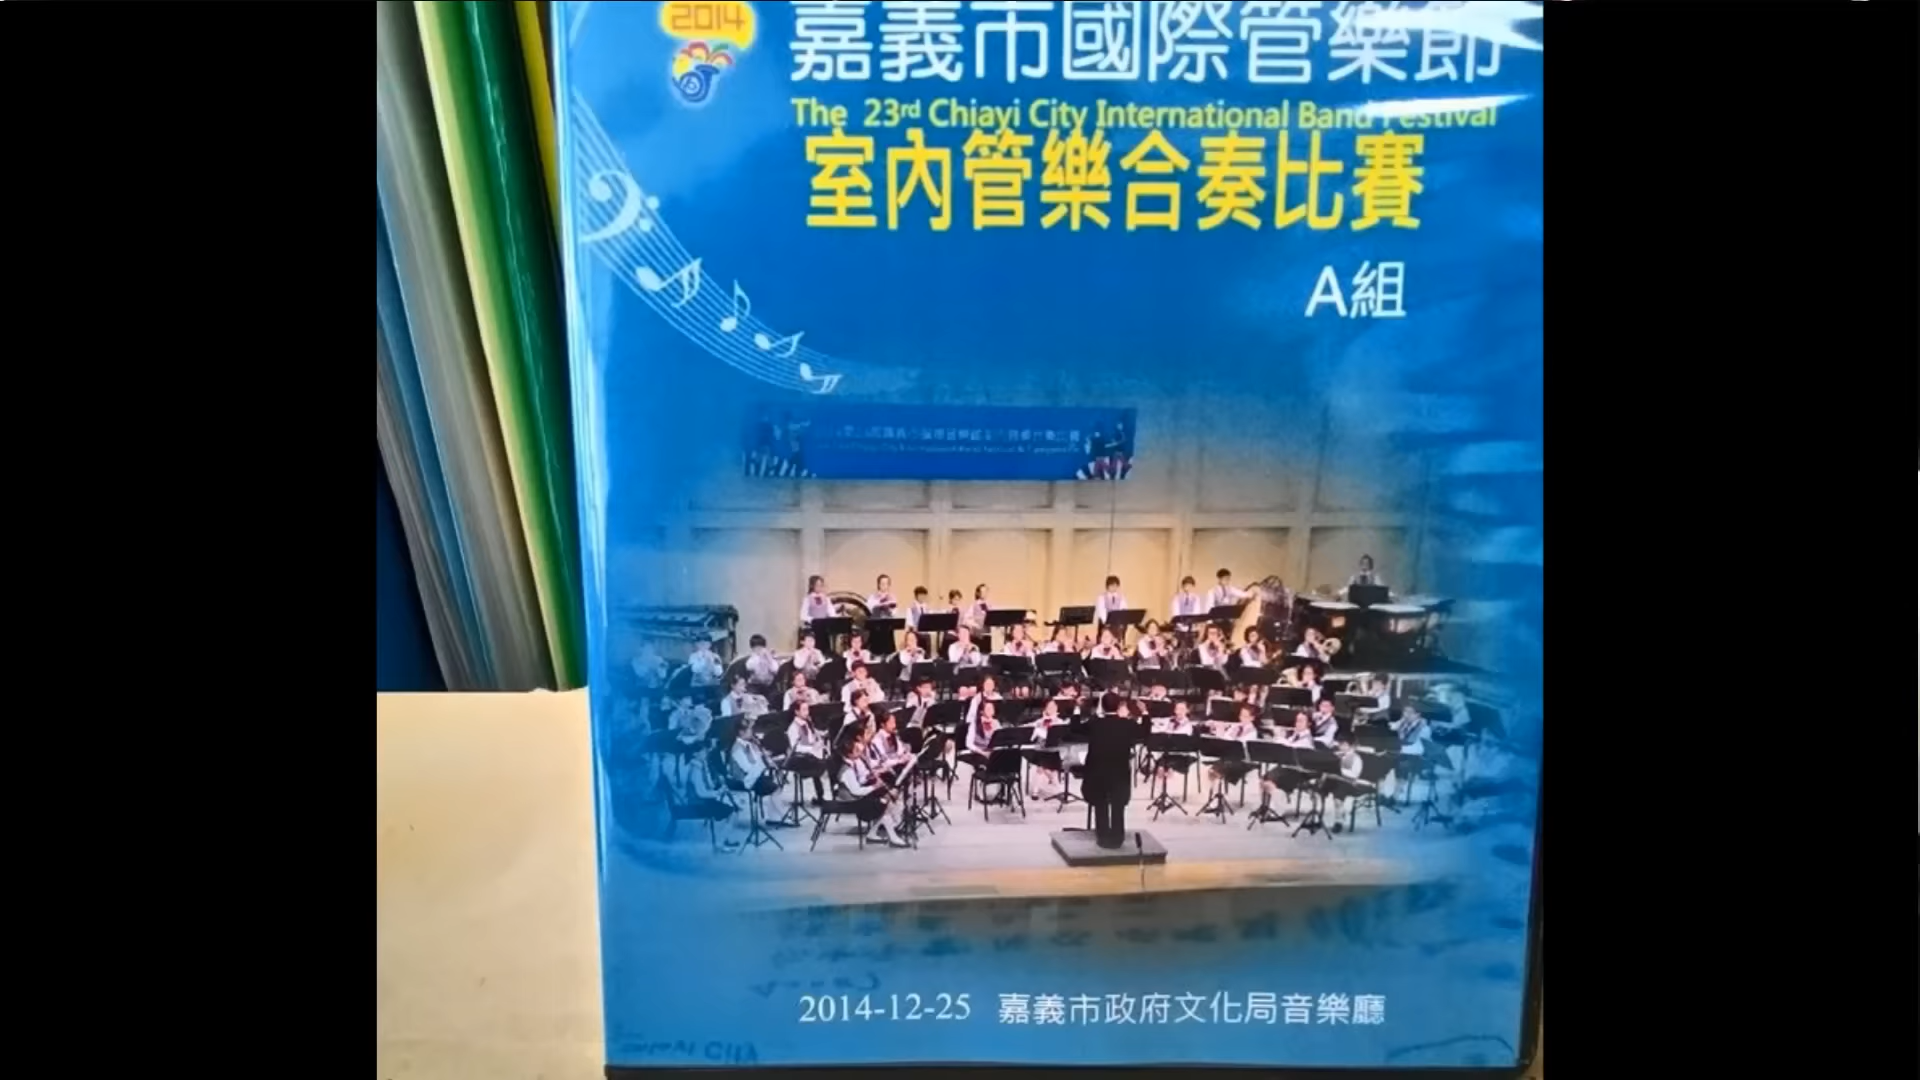 2014
嘉義市國際管樂節
The 23rd Chiayi City International Band Festival
室內管樂合奏比賽
A組
2014-12-25 嘉義市政府文化局音樂廳